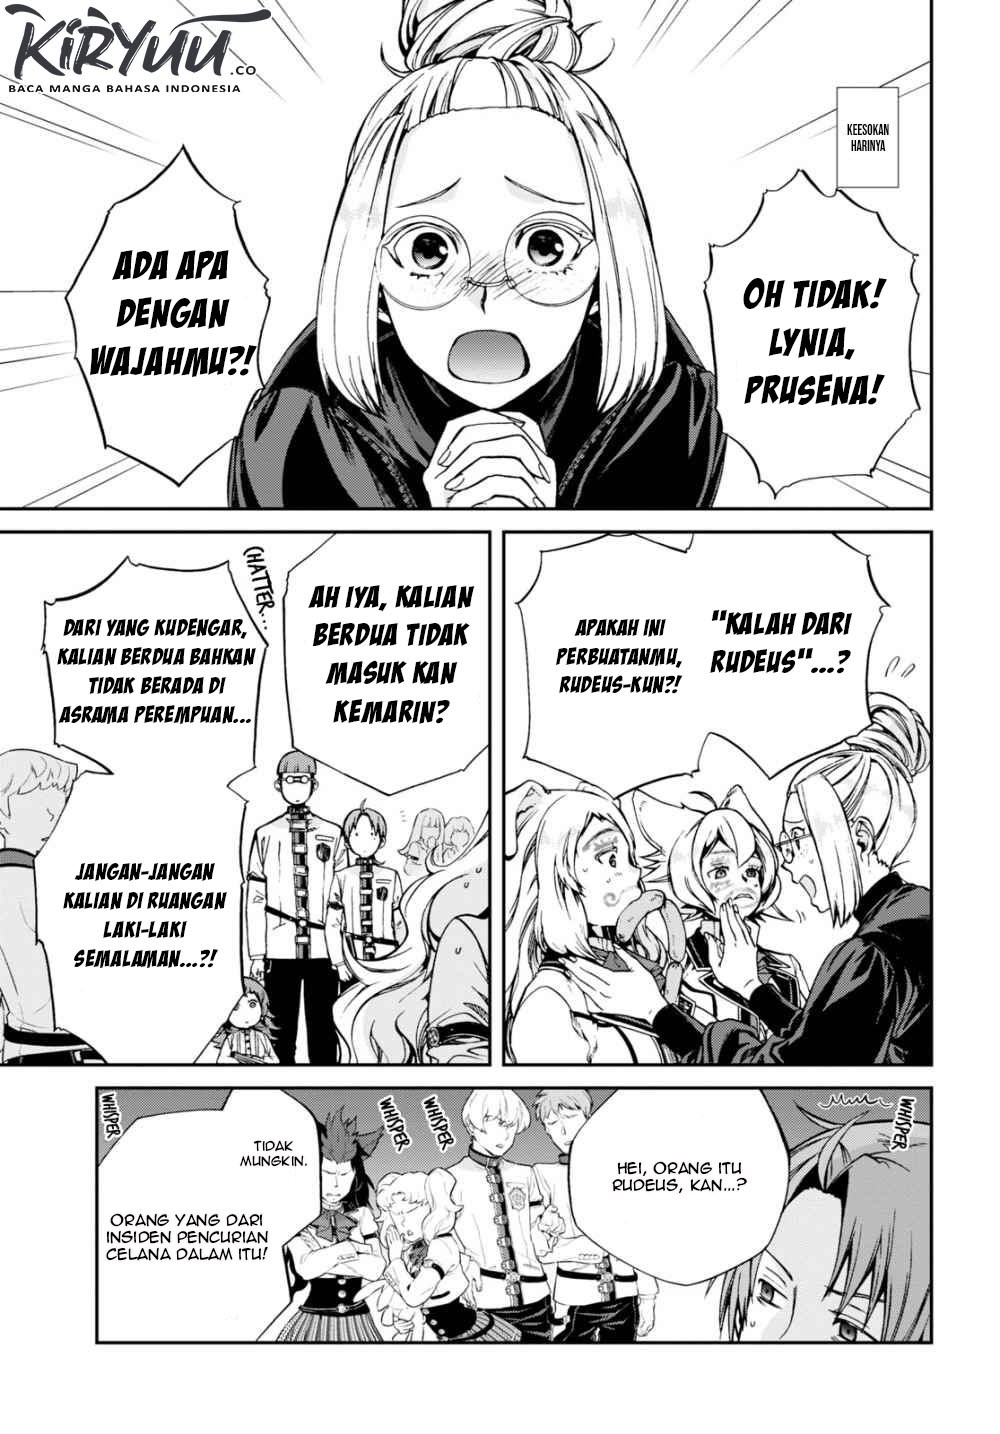 KiRYUU.CO
BACA MANGA BAHASA INDONESIA
KEESOKAN
HARINYA
OH TIDAK!
LYNIA,
PRUSENA!
ADA APA
DENGAN
WAJAHMU?!
"KALAH DARI
RUDEUS"...?
APAKAH INI
PERBUATANMU,
RUDEUS-KUN?!
AH IYA, KALIAN
BERDUA TIDAK
MASUK KAN
KEMARIN?
CHATTER...
DARI YANG KUDENGAR,
KALIAN BERDUA BAHKAN
TIDAK BERADA DI
ASRAMA PEREMPUAN...
JANGAN-JANGAN
KALIAN DI RUANGAN
LAKI-LAKI
SEMALAMAN...?!
WHISPER
HEI, ORANG ITU
RUDEUS, KAN...?
WHISPER
WHISPER
TIDAK
MUNGKIN.
ORANG YANG DARI
INSIDEN PENCURIAN
CELANA DALAM ITU!
WHISPER